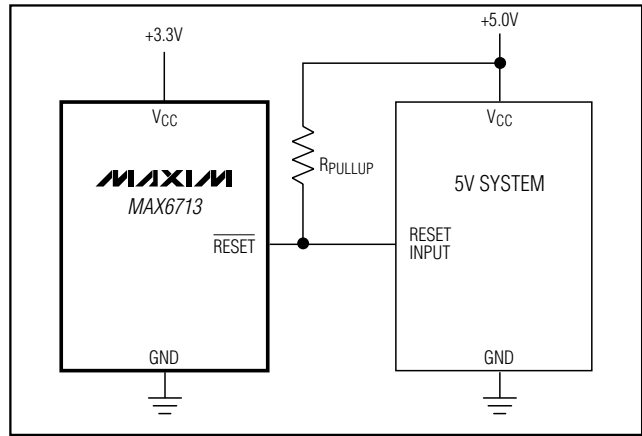 +3.3V
+5.0V
VCC
VCC
RPULLUP
MAXIM
MAX6713
5V SYSTEM
RESET
RESET
INPUT
GND
GND